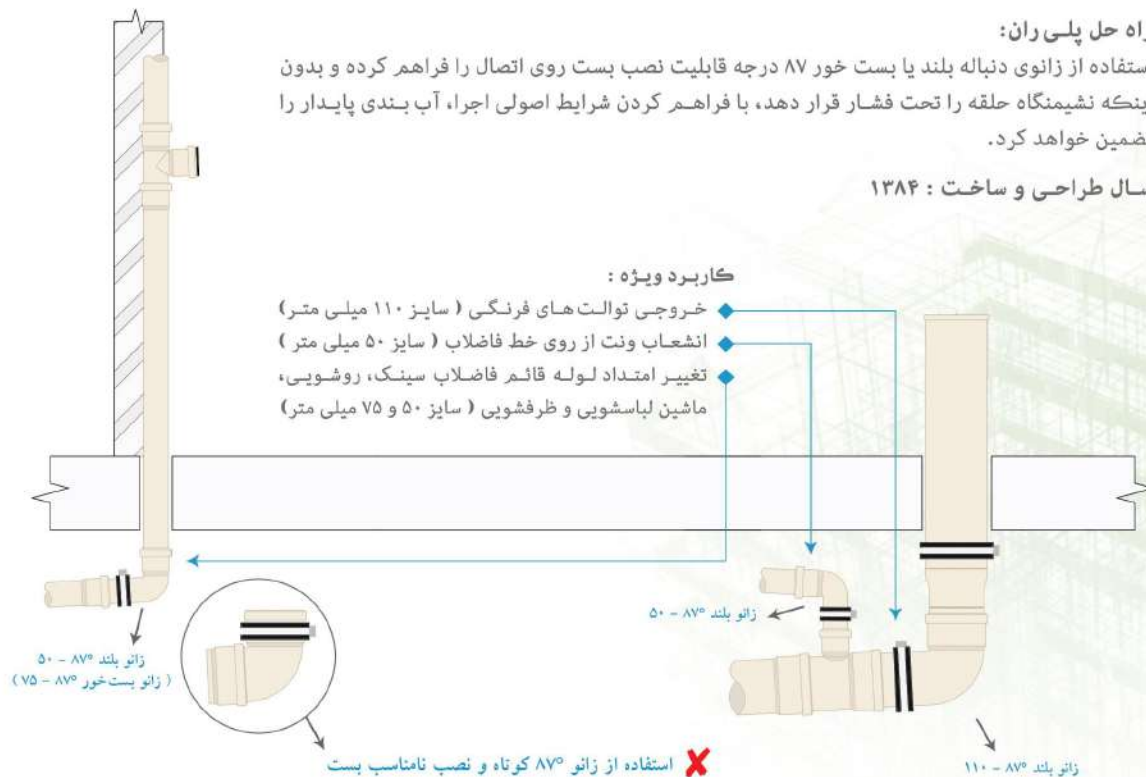 راه حل پلی ران:
ستفاده از زانوی دنباله بلند یا بست خور ۸۷ درجه قابلیت نصب بست روی اتصال را فراهم کرده و بدون
ینکه نشیمنگاه حلقه را تحت فشار قرار دهد، با فراهم کردن شرایط اصولی اجرا، آب بندی پایدار را
ضمین خواهد کرد.
سال طراحی و ساخت : ۱۳۸۴
کاربرد ویژه :
خروجی توالت های فرنگی ( سایز ۱۱۰ میلی متر)
انشعاب ونت از روی خط فاضلاب ( سایز ۵۰ میلی متر )
تغییر امتداد لوله قائم فاضلاب سینک، روشویی،
ماشین لباسشویی و ظرفشویی ( سایز ۵۰ و ۷۵ میلی متر)
زانو بلند °۸۷ - ۵۰
زانو بلند °۸۷ - ۵۰
( زانو بست‌خور °۸۷ - ۷۵ )
استفاده از زانو °۸۷ کوتاه و نصب نامناسب بست
زانو بلند °۸۷ - ۱۱۰